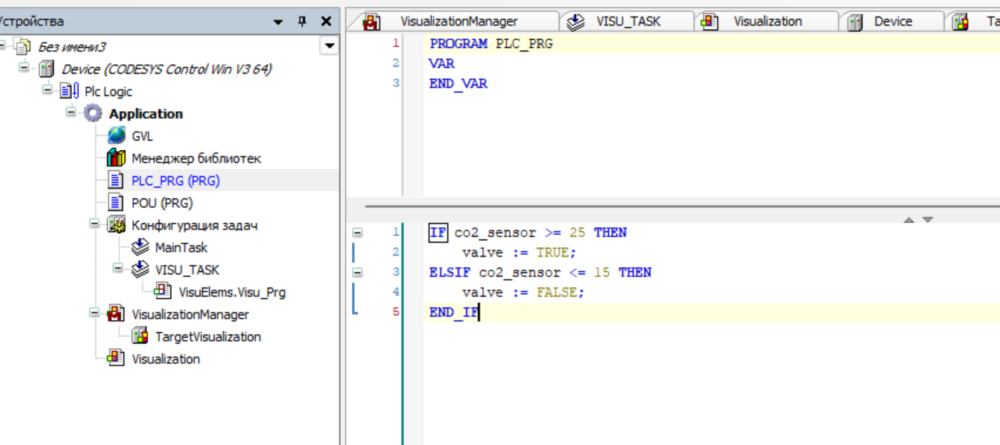 Устройства
Без имени3
Device (CODESYS Control Win V3 64)
Plc Logic
Application
GVL
Менеджер библиотек
PLC_PRG (PRG)
POU (PRG)
Конфигурация задач
MainTask
VISU_TASK
VisuElems.Visu_Prg
VisualizationManager
TargetVisualization
Visualization
VisualizationManager VISU_TASK Visualization Device Ta
1 PROGRAM PLC_PRG
2 VAR
3 END_VAR
1 IF co2_sensor >= 25 THEN
2 valve := TRUE;
3 ELSIF co2_sensor <= 15 THEN
4 valve := FALSE;
5 END_IF